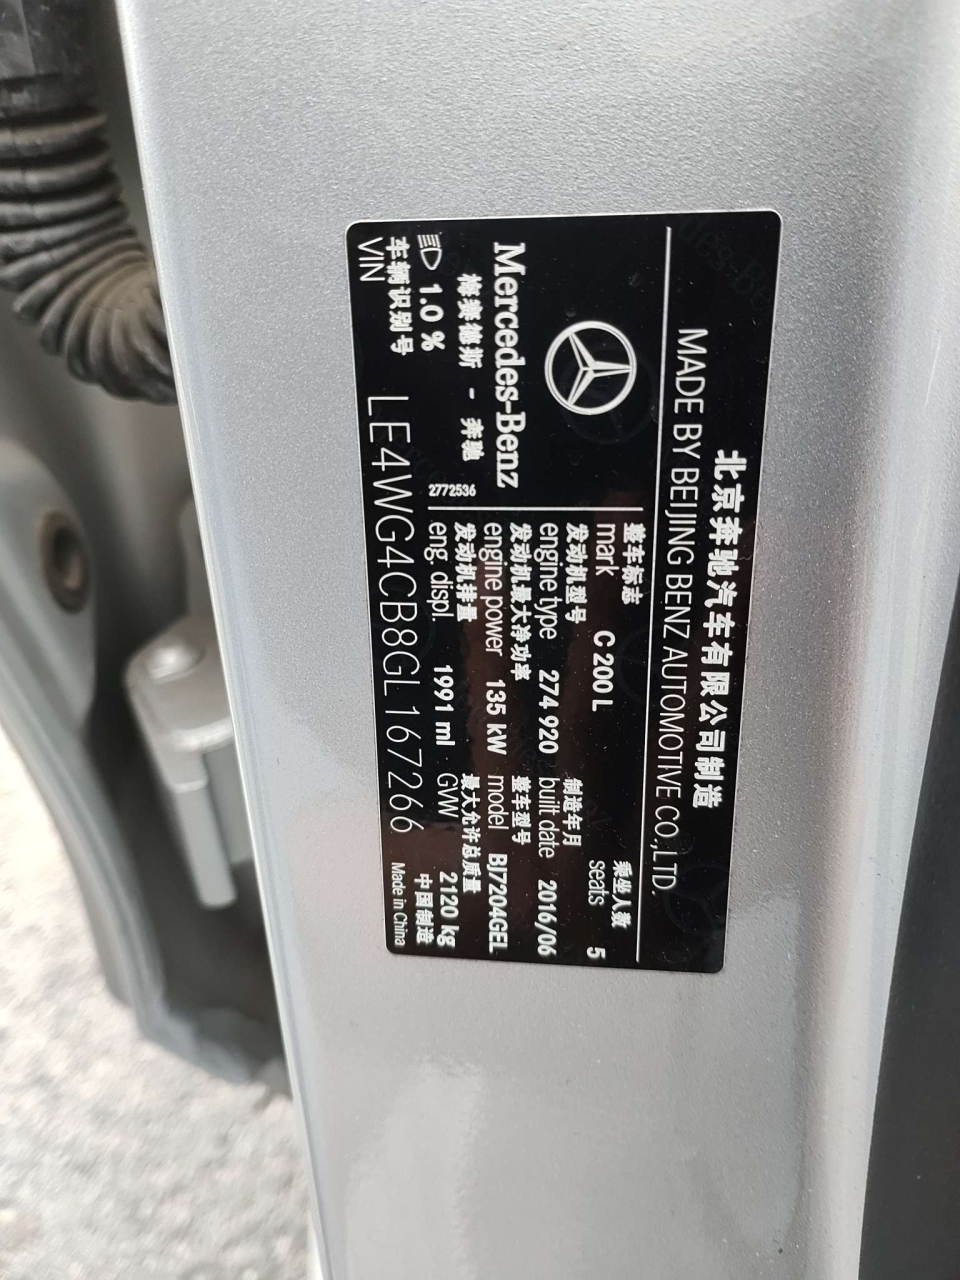 北京奔驰汽车有限公司制造
MADE BY BEIJING BENZ AUTOMOTIVE CO.,LTD.
Mercedes-Benz
梅赛德斯 - 奔驰
1.0 %
2772536
整车标志
mark C 200 L
乘坐人数
seats 5
发动机型号
engine type 274 920
制造年月
built date 2016/06
发动机最大净功率
engine power 135 kW
整车型号
model BJ7204GEL
发动机排量
eng. displ. 1991 ml
最大允许总质量
GVW 2120 kg
车辆识别号
VIN LE4WG4CB8GL167266
中国制造
Made in China